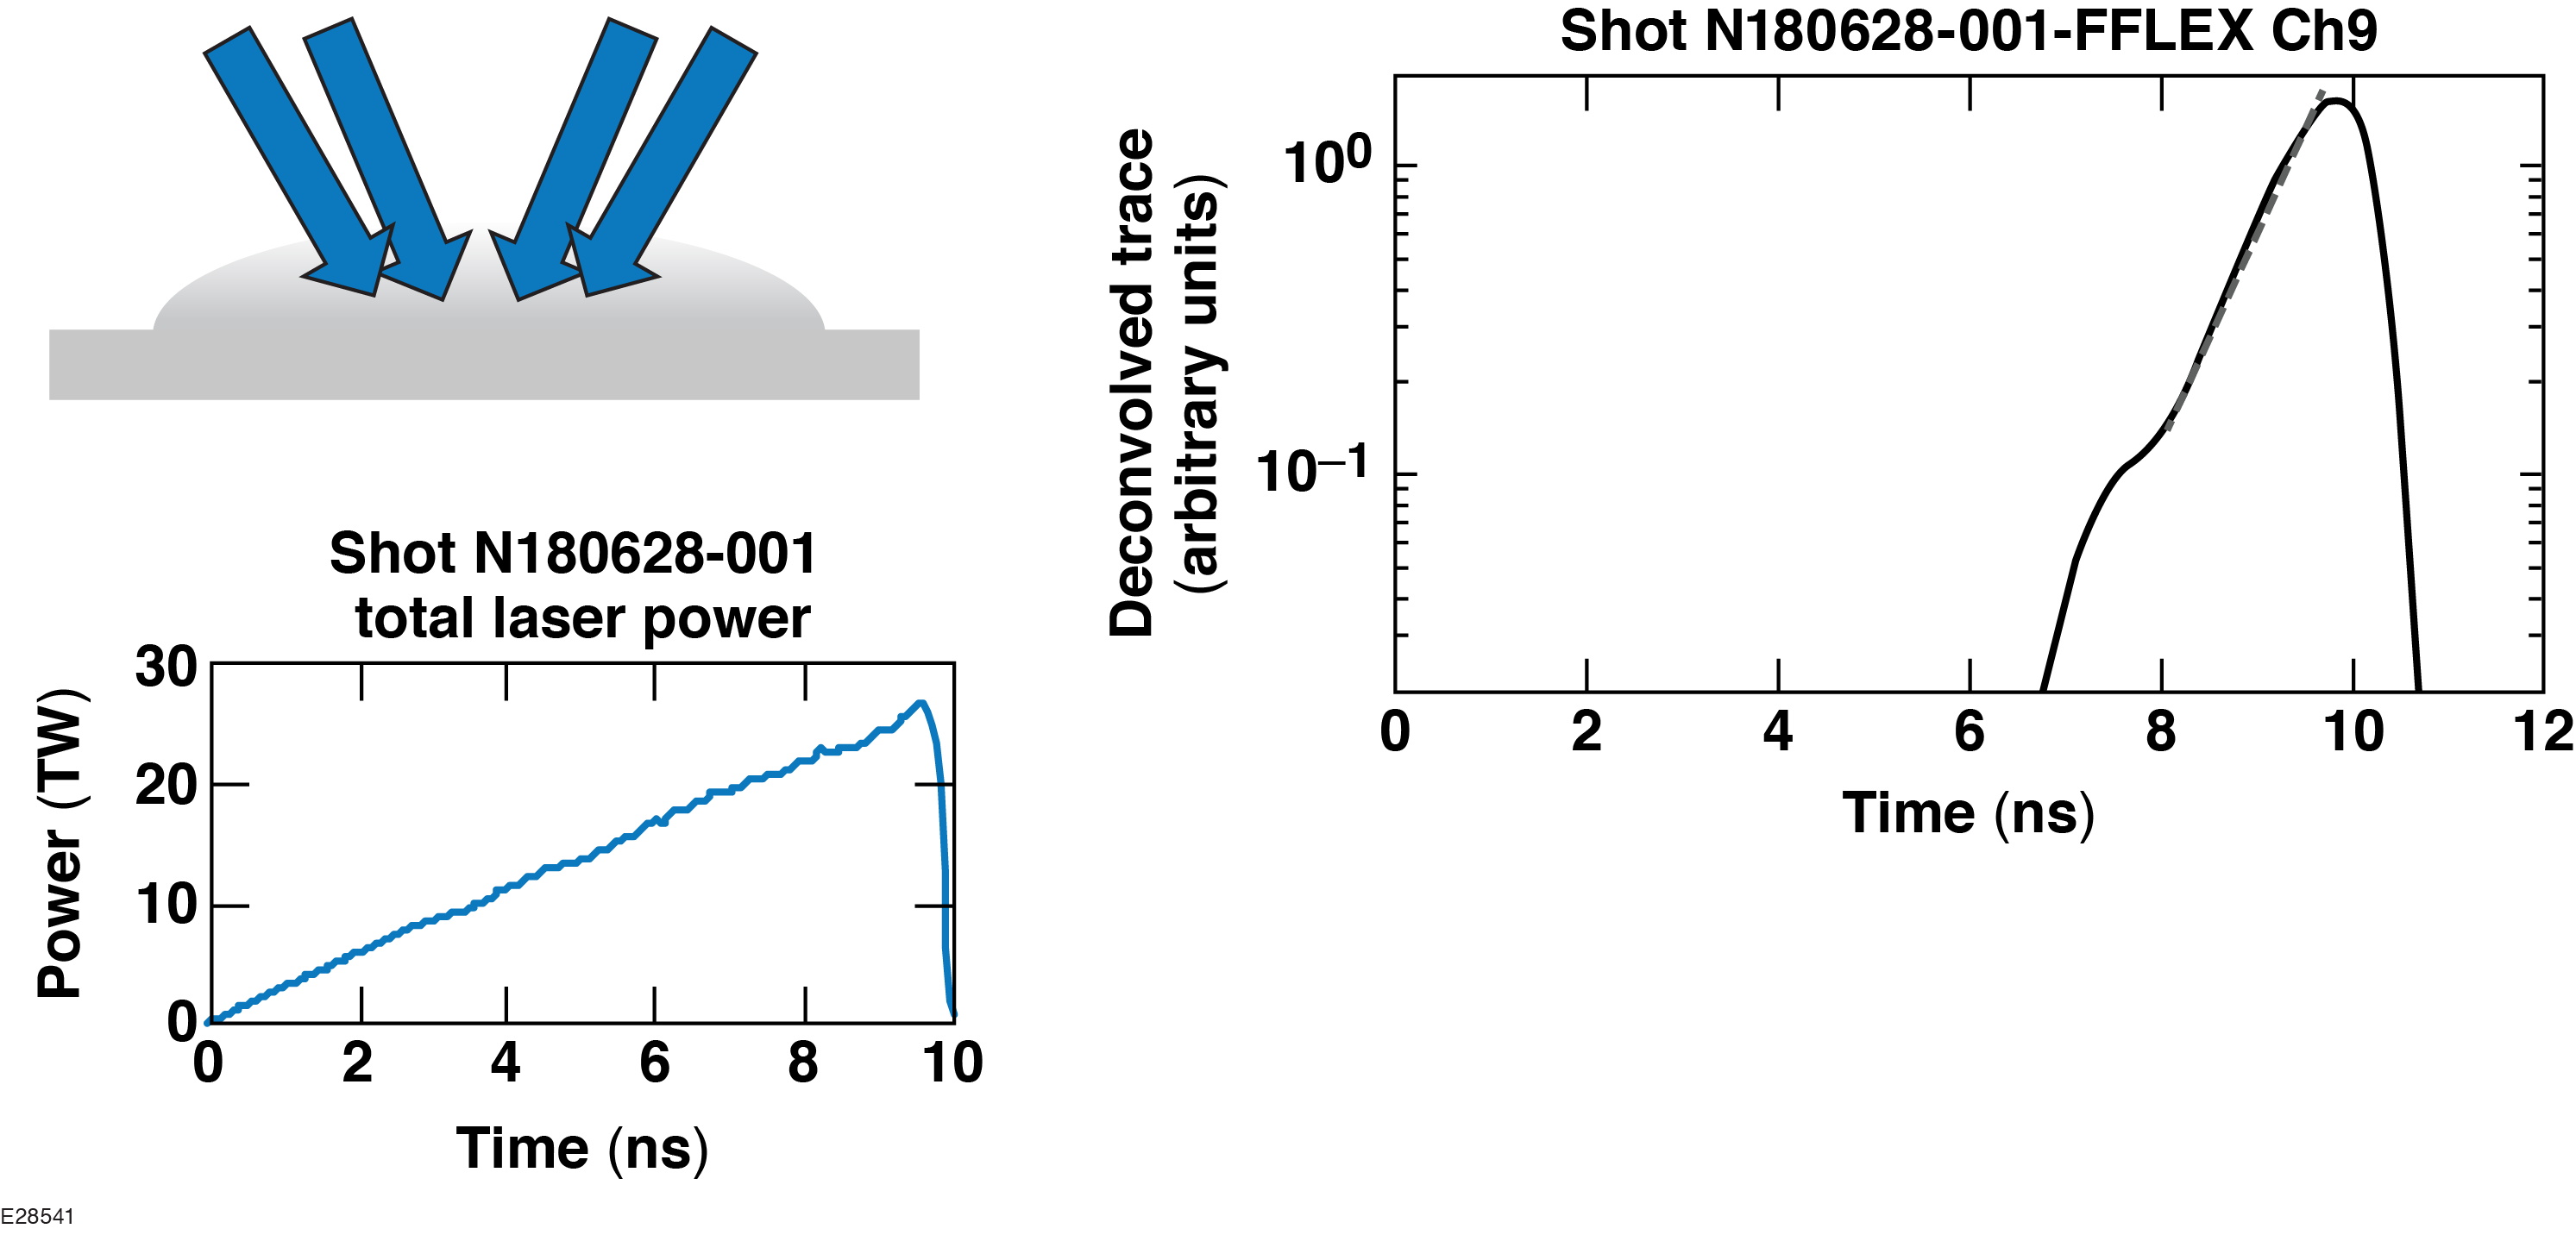 Shot N180628-001-FFLEX Ch9
Deconvolved trace
(arbitrary units)
10⁰
10⁻¹
0 2 4 6 8 10 12
Time (ns)
Shot N180628-001
total laser power
Power (TW)
30
20
10
0
0 2 4 6 8 10
Time (ns)
E28541